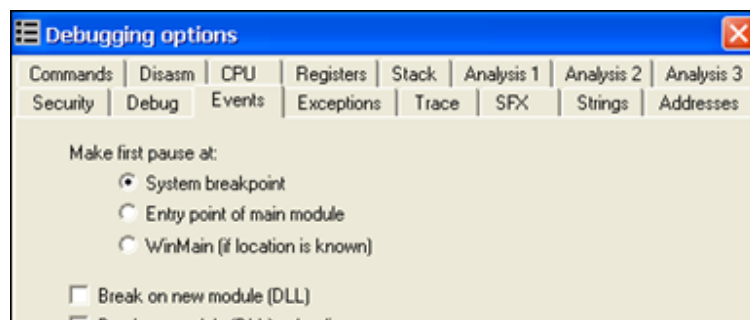 Debugging options
Commands Disasm CPU Registers Stack Analysis 1 Analysis 2 Analysis 3
Security Debug Events Exceptions Trace SFX Strings Addresses
Make first pause at:
System breakpoint
Entry point of main module
WinMain (if location is known)
Break on new module (DLL)